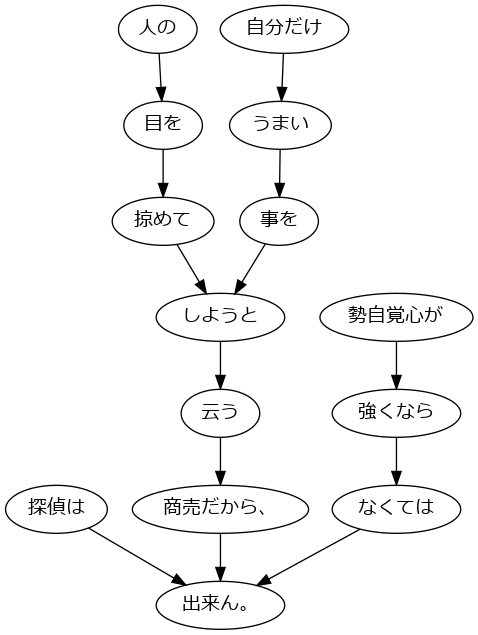 人の
自分だけ
目を
うまい
掠めて
事を
しようと
勢自覚心が
云う
強くなら
探偵は
商売だから、
なくては
出来ん。